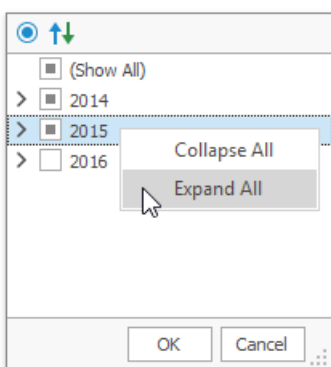 (Show All)
2014
2015
2016
Collapse All
Expand All
OK
Cancel